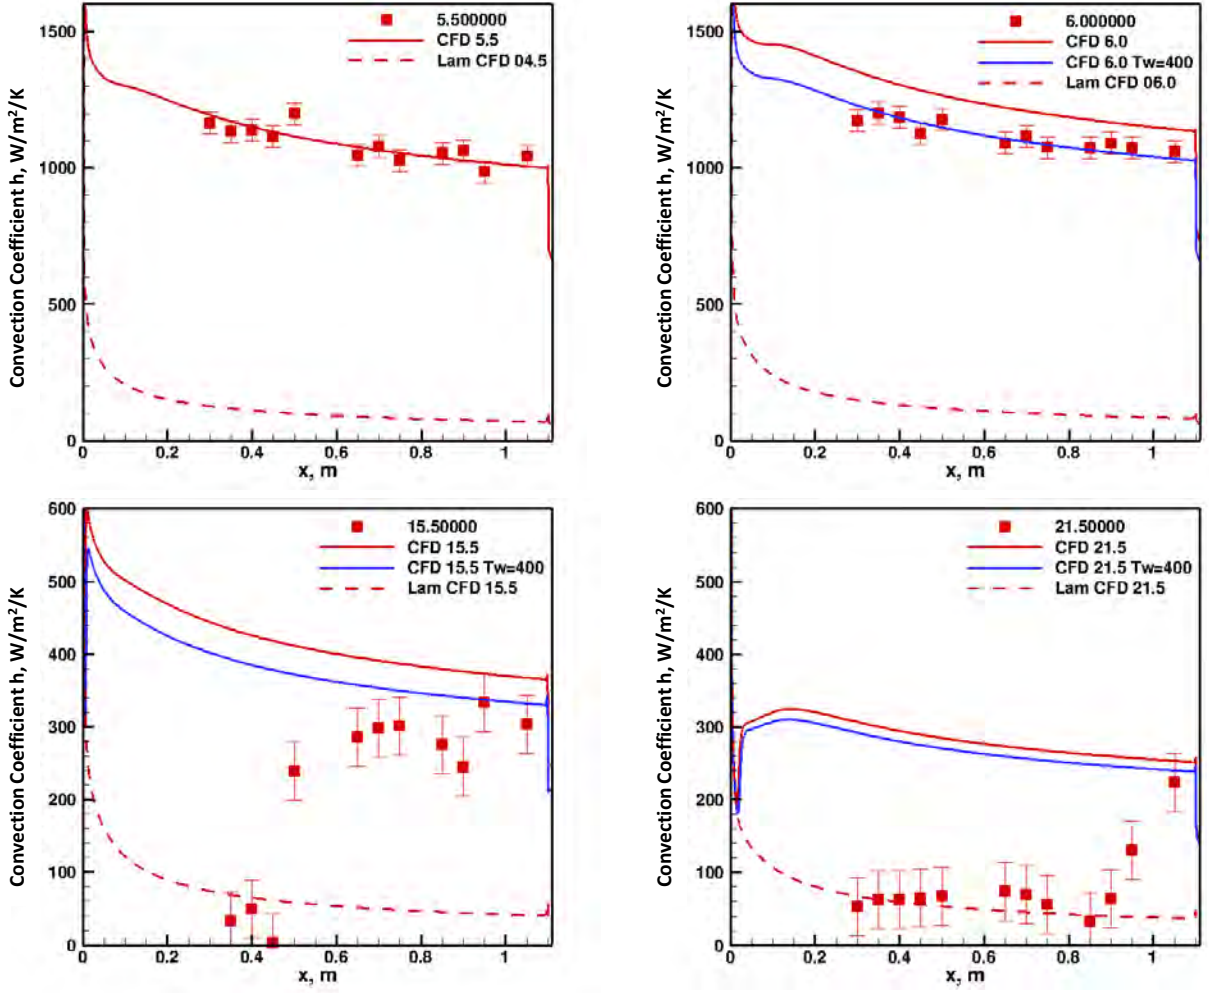 5.500000
CFD 5.5
Lam CFD 04.5
Convection Coefficient h, W/m²/K
1500
1000
500
0
0 0.2 0.4 0.6 0.8 1
x, m
6.000000
CFD 6.0
CFD 6.0 Tw=400
Lam CFD 06.0
Convection Coefficient h, W/m²/K
1500
1000
500
0
0 0.2 0.4 0.6 0.8 1
x, m
15.50000
CFD 15.5
CFD 15.5 Tw=400
Lam CFD 15.5
Convection Coefficient h, W/m²/K
600
500
400
300
200
100
0
0 0.2 0.4 0.6 0.8 1
x, m
21.50000
CFD 21.5
CFD 21.5 Tw=400
Lam CFD 21.5
Convection Coefficient h, W/m²/K
600
500
400
300
200
100
0
0 0.2 0.4 0.6 0.8 1
x, m